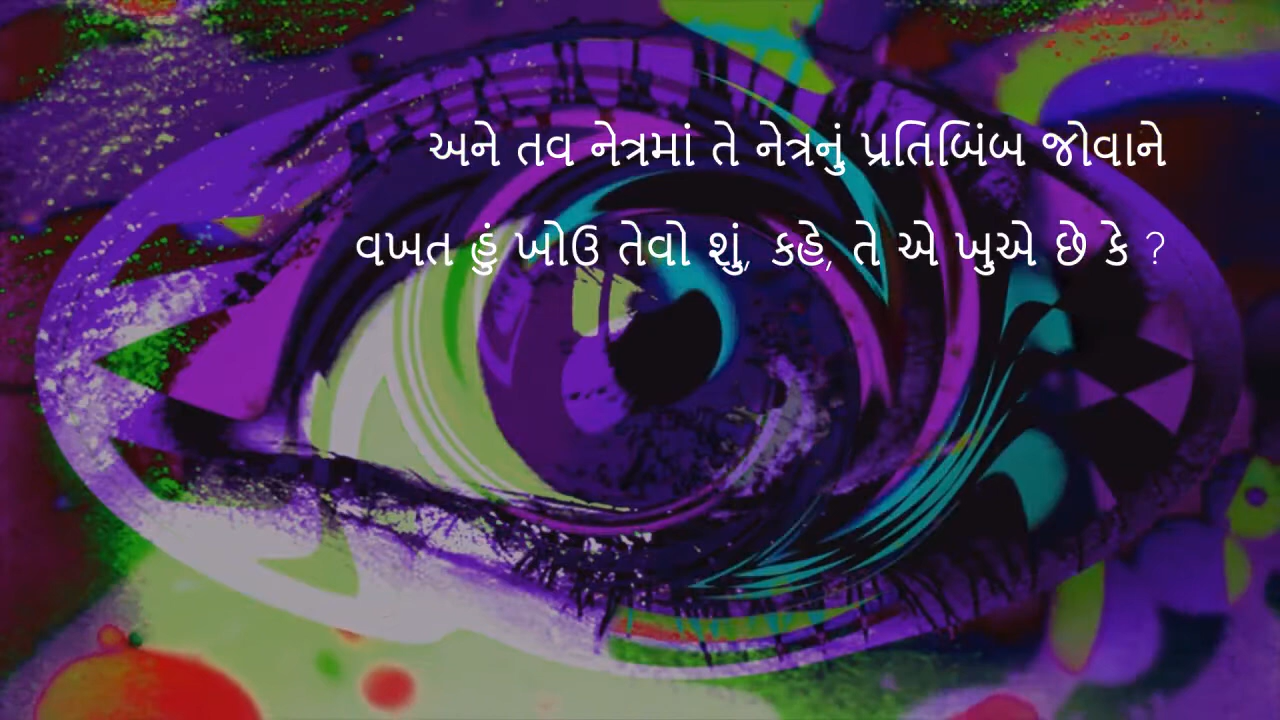 અને તવ નેત્રમાં તે નેત્રનું પ્રતિબિંબ જોવાને
વખત હું ખોઉ તેવો શું, કહે, તે એ ખુએ છે કે ?